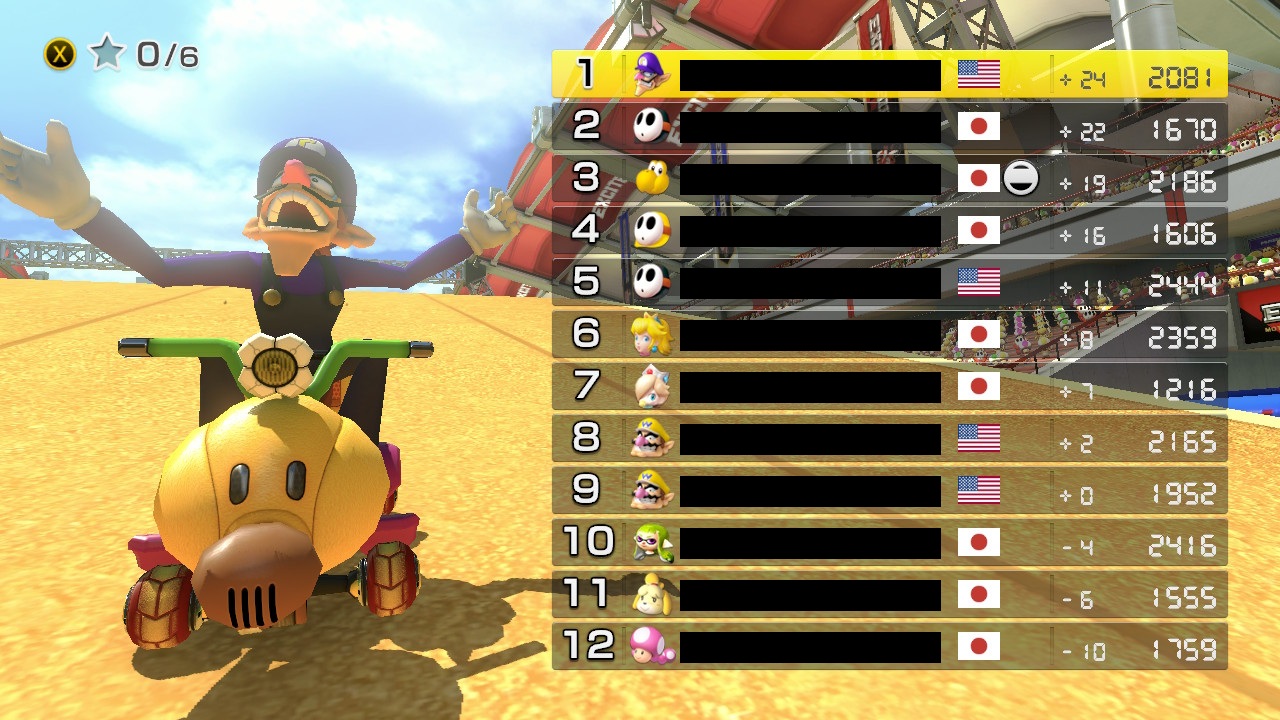 X 0/6
1 + 24 2081
2 + 22 1670
3 + 19 2186
4 + 16 1606
5 + 11 2444
6 + 8 2359
7 + 7 1216
8 + 2 2165
9 + 0 1952
10 - 4 2416
11 - 6 1555
12 - 10 1759
EXCITE